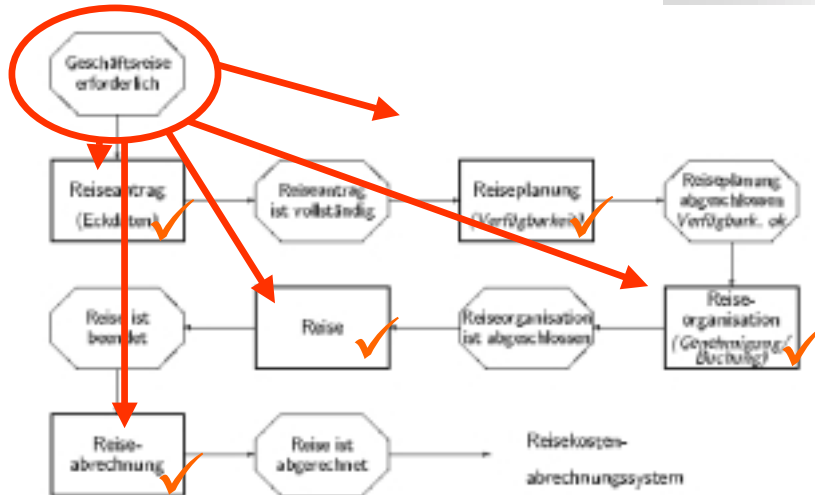 Geschäftsreise
erforderlich
Reiseantrag
(Eckdaten)
Reiseantrag
ist vollständig
Reiseplanung
(Verfügbarkeit)
Reiseplanung
abgeschlossen
Verfügbark. ok
Reise ist
beendet
Reise
Reiseorganisation
ist abgeschlossen
Reise-
organisation
(Genehmigung/
Buchung)
Reise-
abrechnung
Reise ist
abgerechnet
Reisekosten-
abrechnungssystem